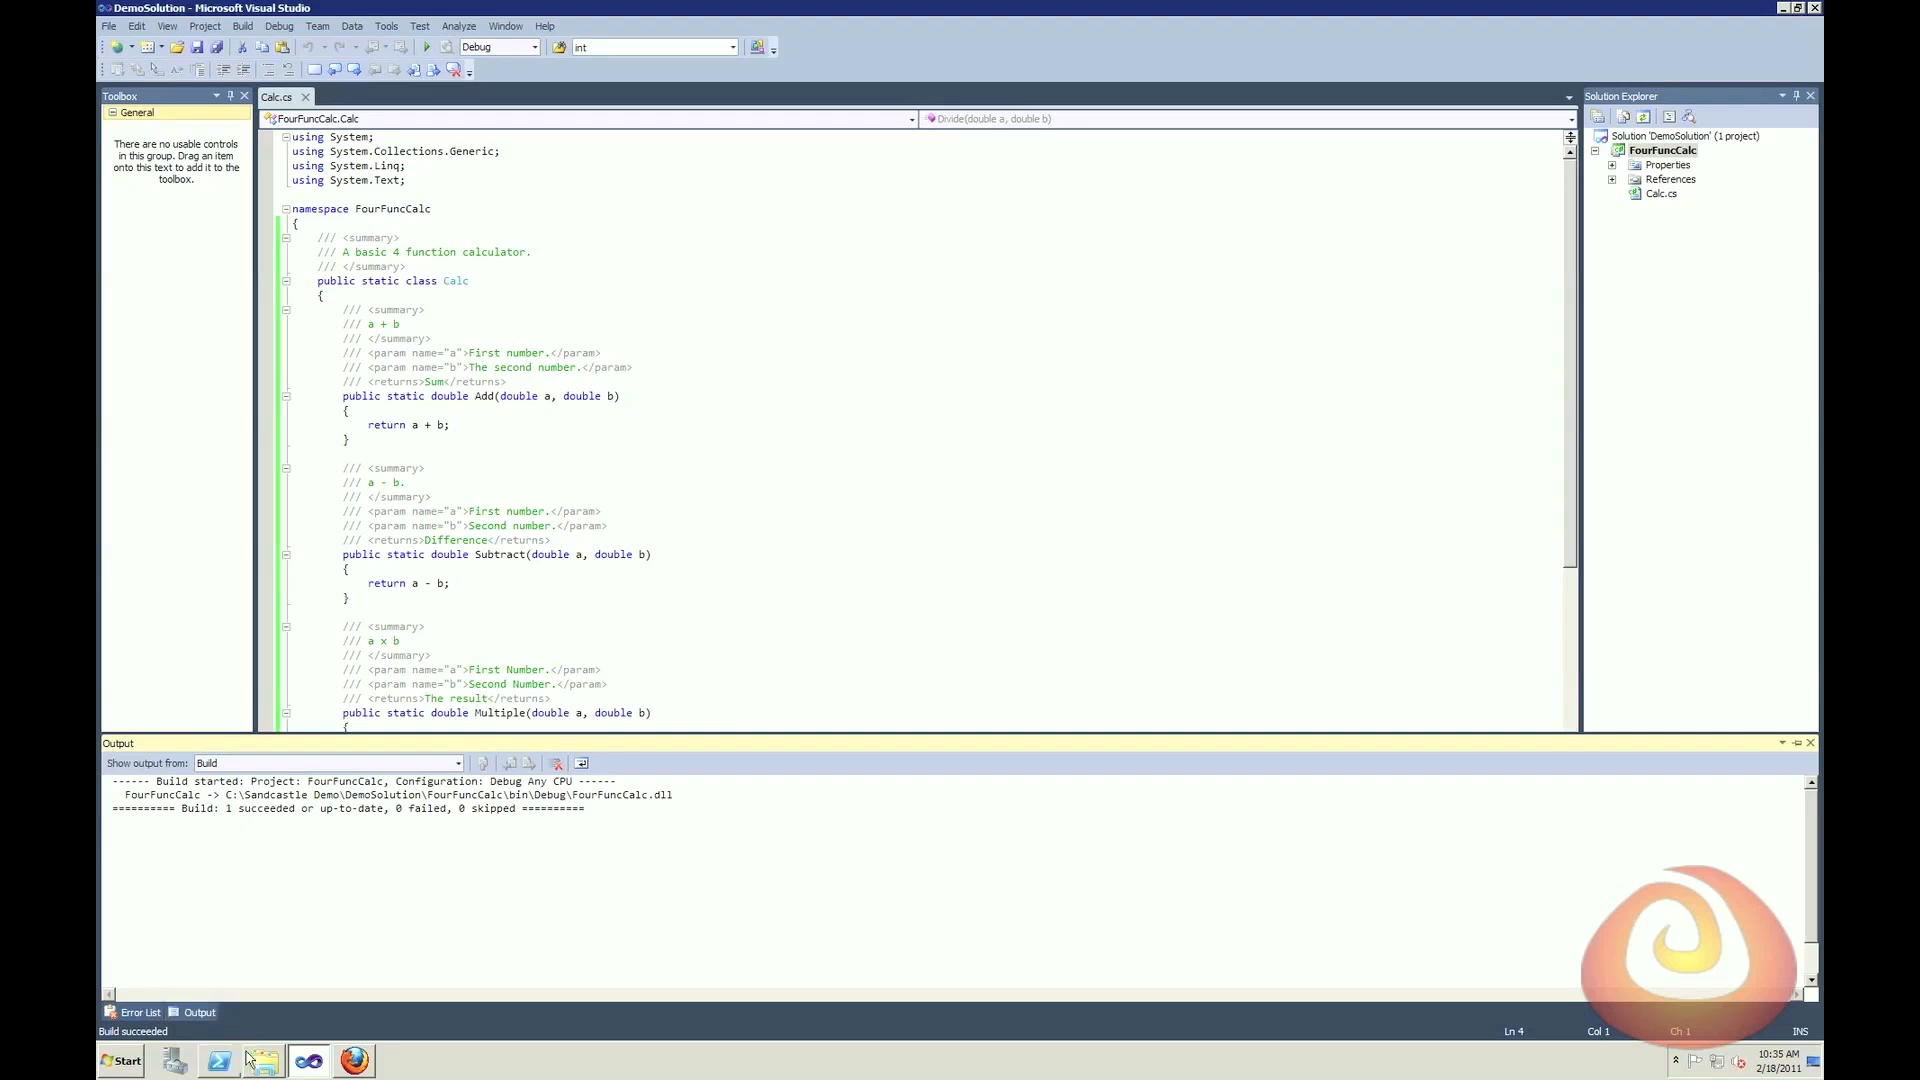 DemoSolution - Microsoft Visual Studio
File Edit View Project Build Debug Team Data Tools Test Analyze Window Help
Debug int
Toolbox
General
There are no usable controls
in this group. Drag an item
onto this text to add it to the
toolbox.
Calc.cs
FourFuncCalc.Calc Divide(double a, double b)
using System;
using System.Collections.Generic;
using System.Linq;
using System.Text;
namespace FourFuncCalc
{
/// <summary>
/// A basic 4 function calculator.
/// </summary>
public static class Calc
{
/// <summary>
/// a + b
/// </summary>
/// <param name="a">First number.</param>
/// <param name="b">The second number.</param>
/// <returns>Sum</returns>
public static double Add(double a, double b)
{
return a + b;
}
/// <summary>
/// a - b.
/// </summary>
/// <param name="a">First number.</param>
/// <param name="b">Second number.</param>
/// <returns>Difference</returns>
public static double Subtract(double a, double b)
{
return a - b;
}
/// <summary>
/// a x b
/// </summary>
/// <param name="a">First Number.</param>
/// <param name="b">Second Number.</param>
/// <returns>The result</returns>
public static double Multiple(double a, double b)
{
Solution Explorer
Solution 'DemoSolution' (1 project)
FourFuncCalc
Properties
References
Calc.cs
Output
Show output from: Build
------ Build started: Project: FourFuncCalc, Configuration: Debug Any CPU ------
FourFuncCalc -> C:\Sandcastle Demo\DemoSolution\FourFuncCalc\bin\Debug\FourFuncCalc.dll
========== Build: 1 succeeded or up-to-date, 0 failed, 0 skipped ==========
Error List Output
Build succeeded Ln 4 Col 1 Ch 1 INS
Start
10:35 AM
2/18/2011